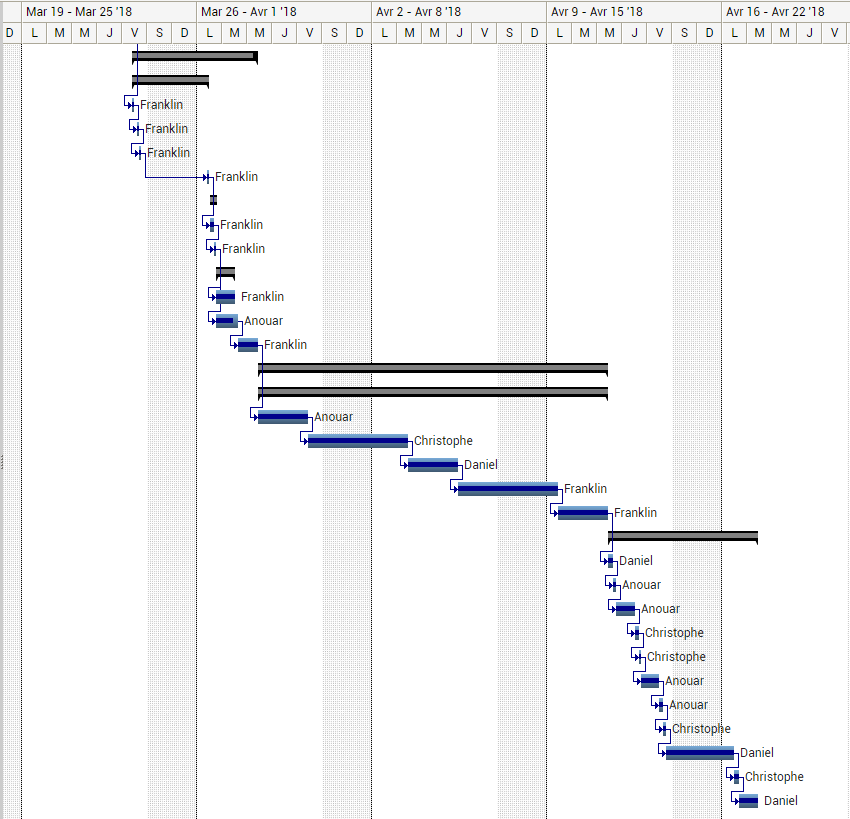 Mar 19 - Mar 25 '18 Mar 26 - Avr 1 '18 Avr 2 - Avr 8 '18 Avr 9 - Avr 15 '18 Avr 16 - Avr 22 '18
D L M M J V S D L M M J V S D L M M J V S D L M M J V S D L M M J V
Franklin
Franklin
Franklin
Franklin
Franklin
Franklin
Franklin
Anouar
Franklin
Anouar
Christophe
Daniel
Franklin
Franklin
Daniel
Anouar
Anouar
Christophe
Christophe
Anouar
Anouar
Christophe
Daniel
Christophe
Daniel